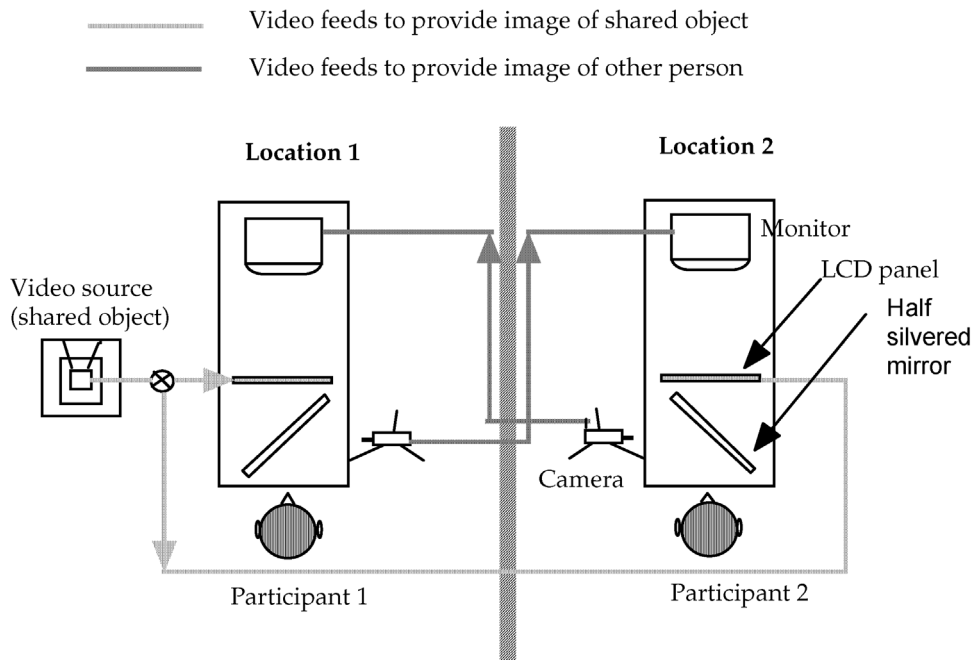 Video feeds to provide image of shared object
Video feeds to provide image of other person
Location 1
Location 2
Monitor
LCD panel
Video source
(shared object)
Half
silvered
mirror
Camera
Participant 1
Participant 2